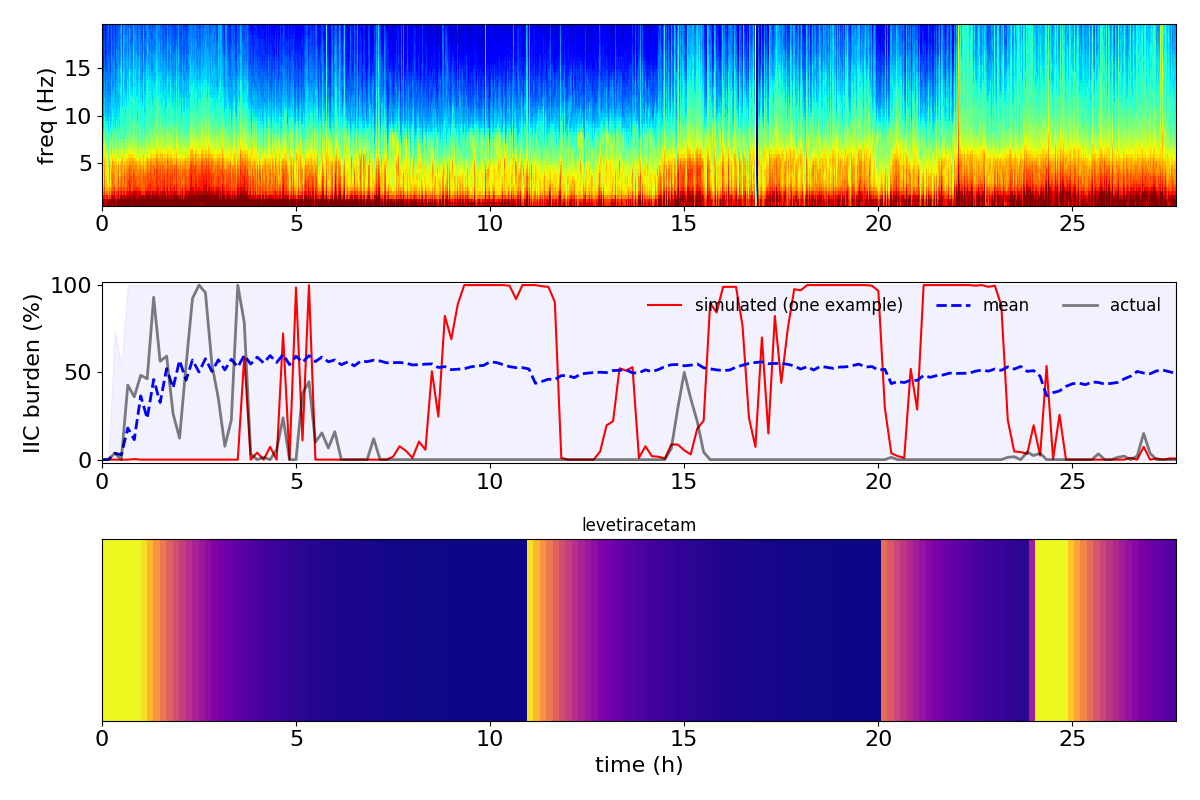 15
10
5
freq (Hz)
0 5 10 15 20 25
100
50
0
IIC burden (%)
simulated (one example) mean actual
0 5 10 15 20 25
levetiracetam
0 5 10 15 20 25
time (h)